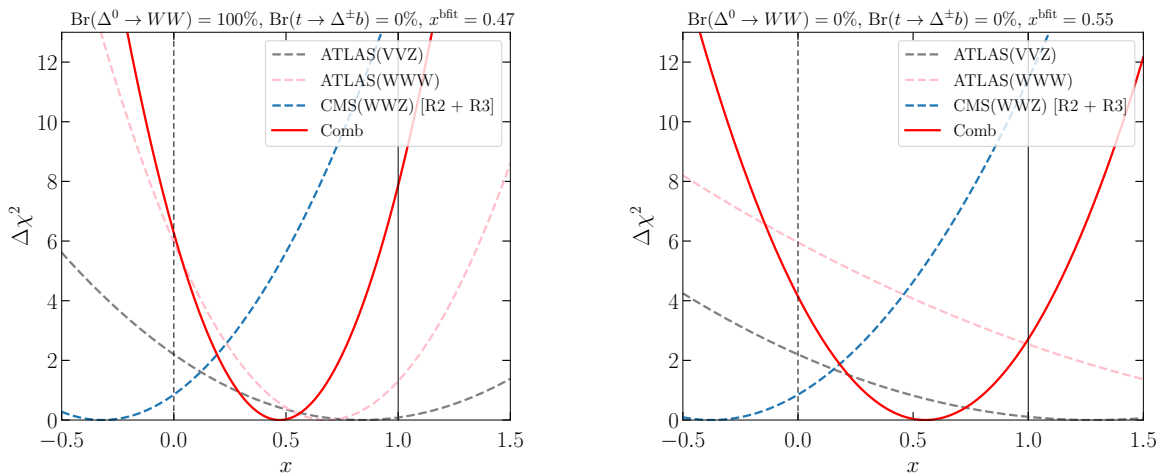 Br(Δ⁰ → WW) = 100%, Br(t → Δ±b) = 0%, x^bfit = 0.47
ATLAS(VVZ)
ATLAS(WWW)
CMS(WWZ) [R2 + R3]
Comb
12
10
8
6
4
2
0
Δχ²
−0.5 0.0 0.5 1.0 1.5
x
Br(Δ⁰ → WW) = 0%, Br(t → Δ±b) = 0%, x^bfit = 0.55
ATLAS(VVZ)
ATLAS(WWW)
CMS(WWZ) [R2 + R3]
Comb
12
10
8
6
4
2
0
Δχ²
−0.5 0.0 0.5 1.0 1.5
x